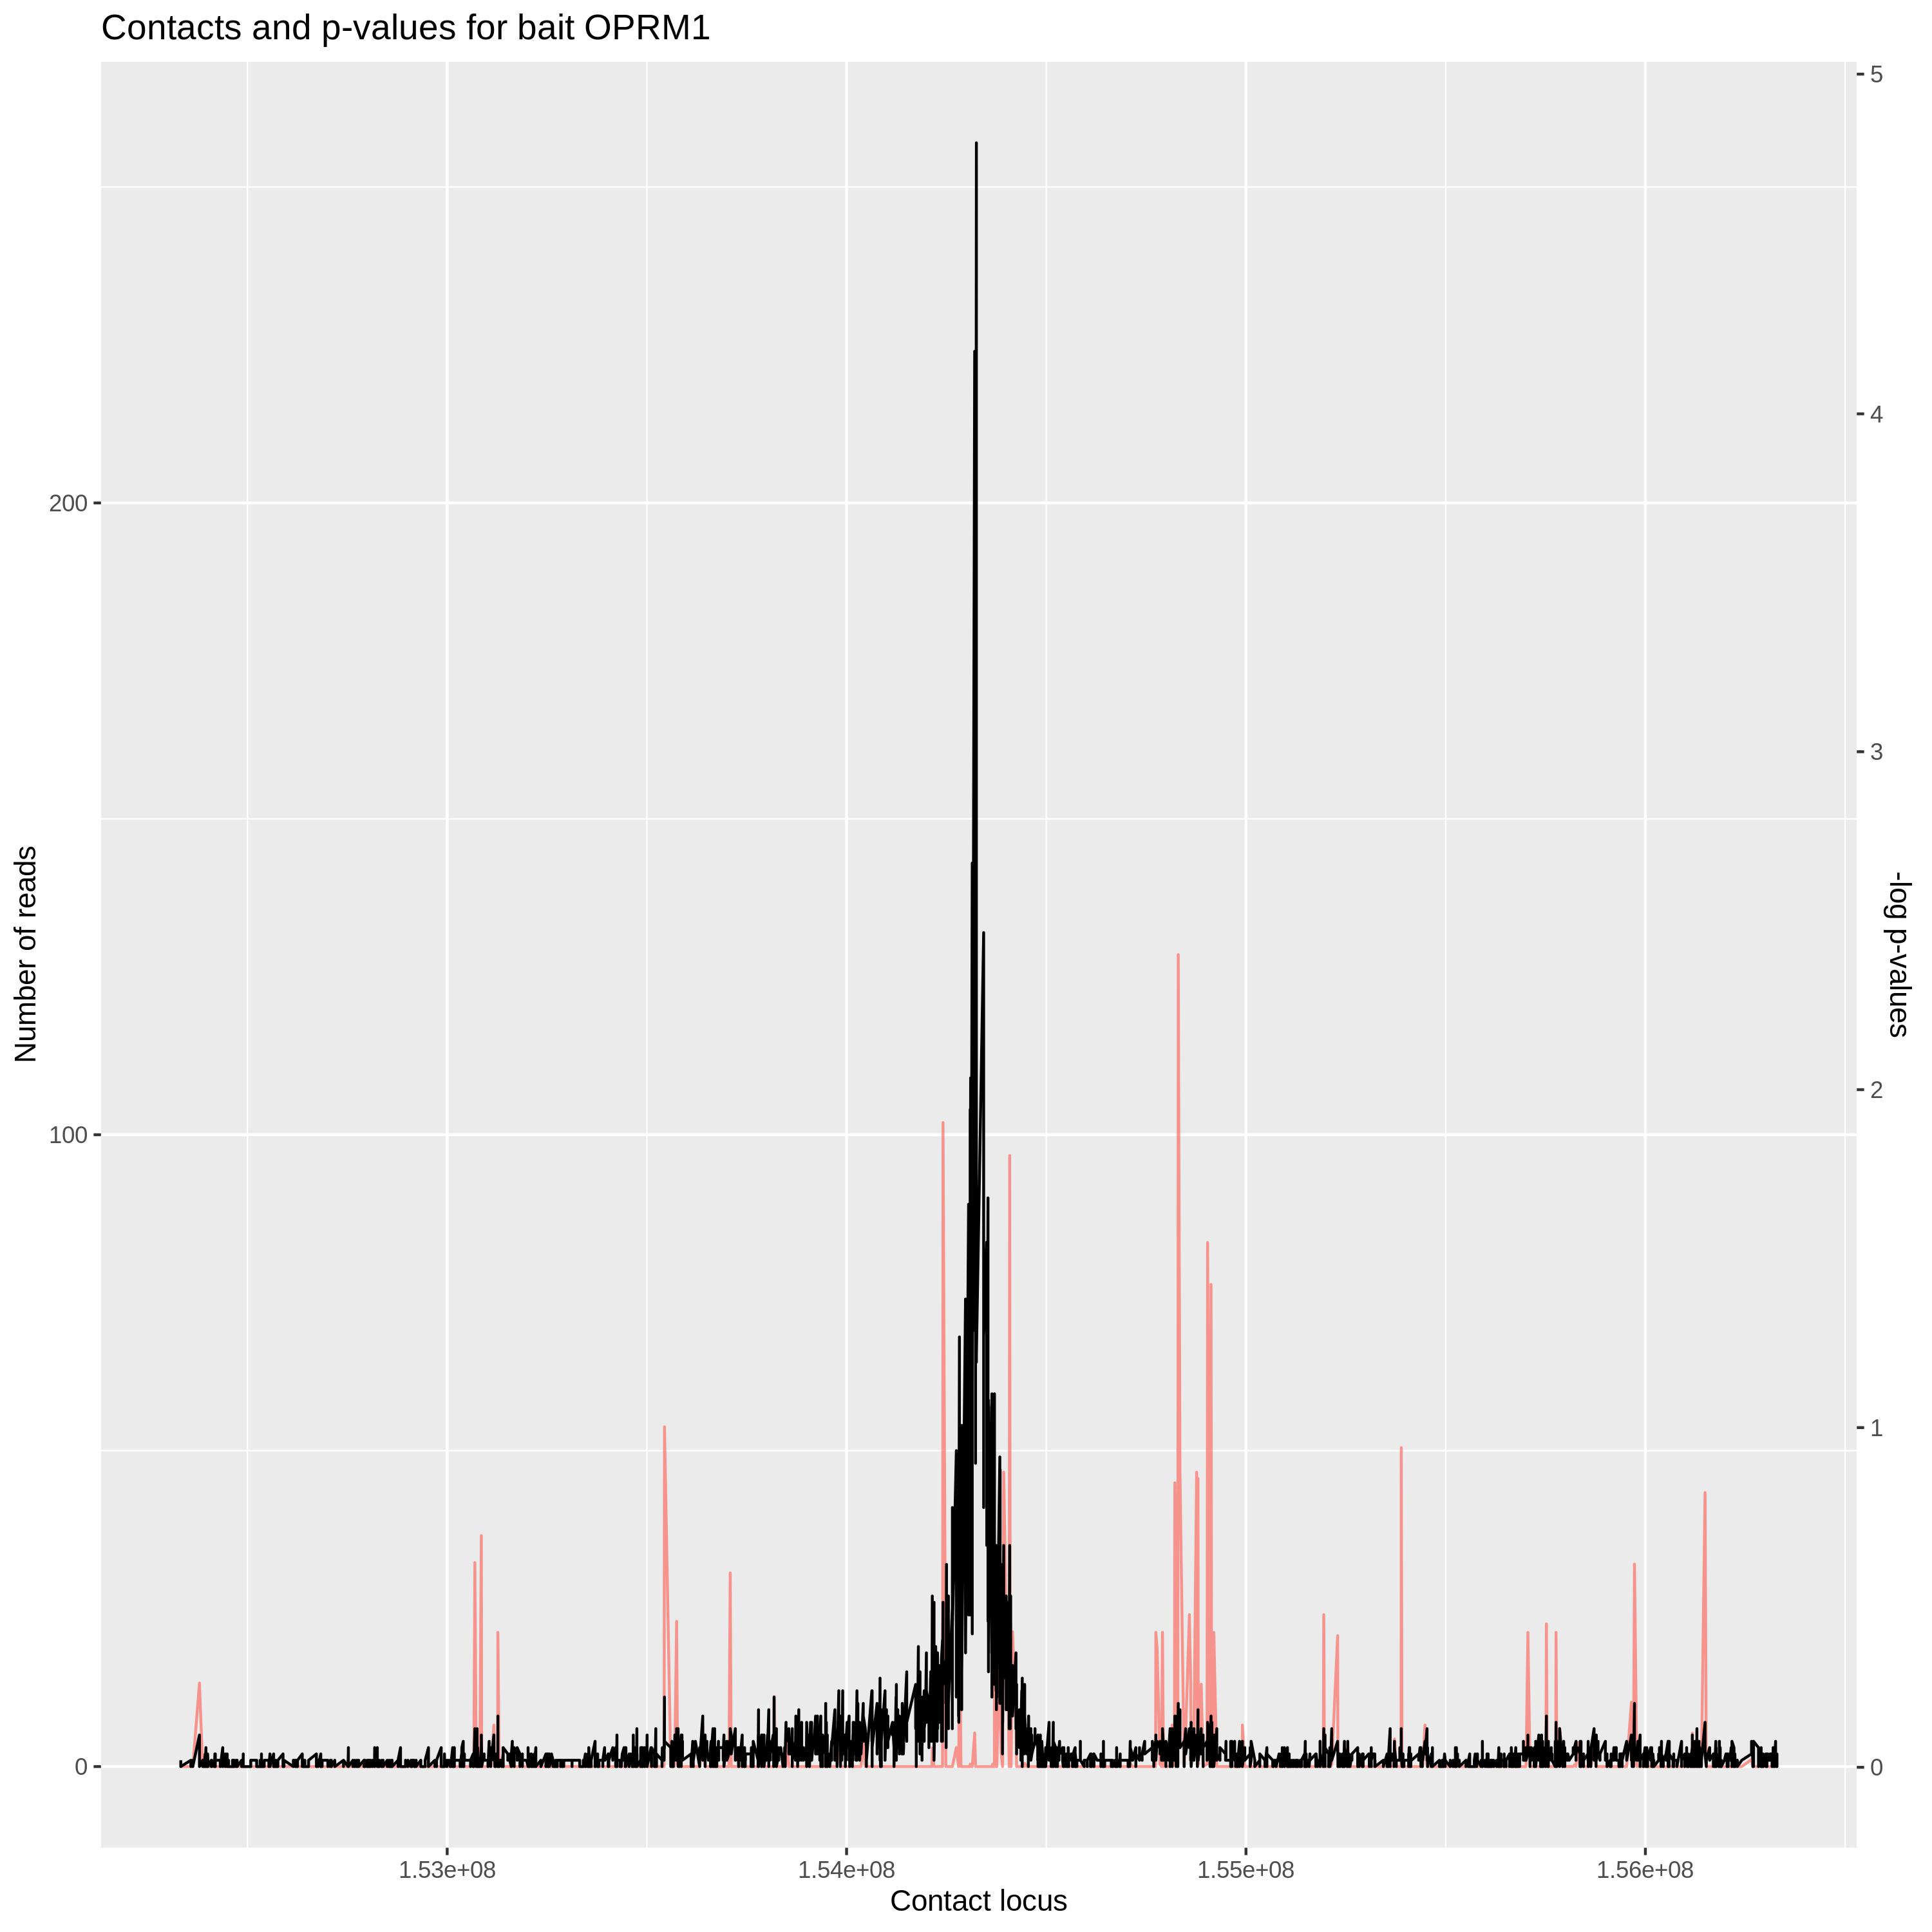 Contacts and p-values for bait OPRM1
Number of reads
200
100
0
5
4
3
2
1
0
-log p-values
1.53e+08 1.54e+08 1.55e+08 1.56e+08
Contact locus